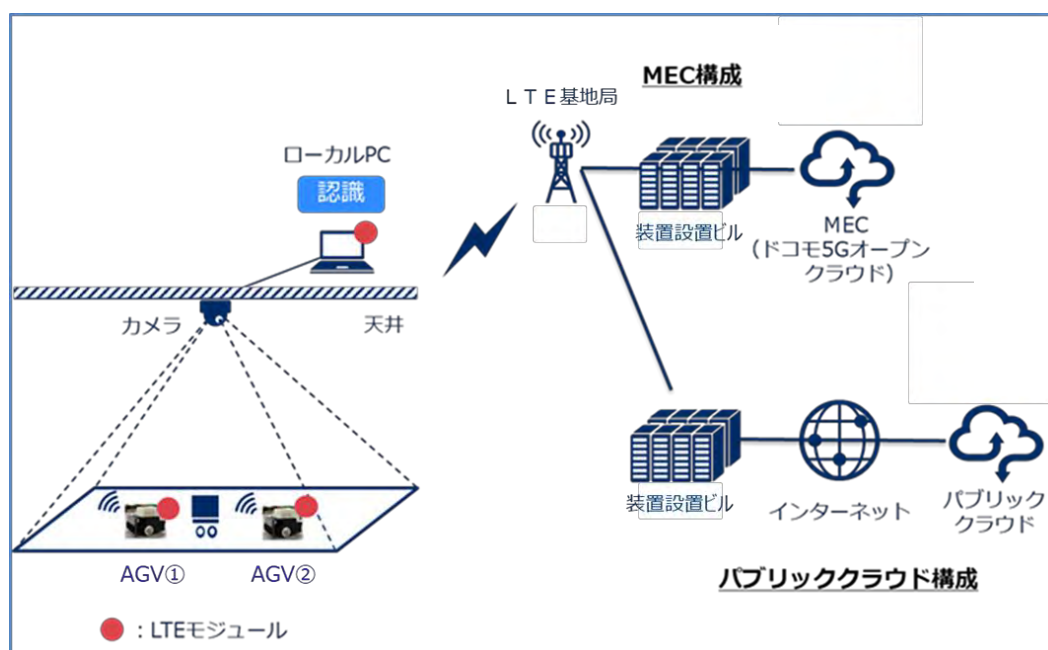 MEC構成
LTE基地局
ローカルPC
認識
装置設置ビル
MEC
(ドコモ5Gオープン
クラウド)
カメラ
天井
装置設置ビル
インターネット
パブリック
クラウド
AGV①
AGV②
パブリッククラウド構成
:LTEモジュール